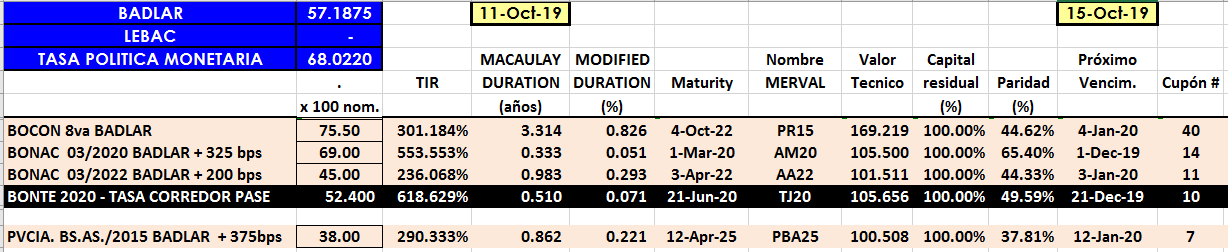 BADLAR 57.1875 11-Oct-19 15-Oct-19
LEBAC -
TASA POLITICA MONETARIA 68.0220 MACAULAY MODIFIED Nombre Valor Capital Próximo
. TIR DURATION DURATION Maturity MERVAL Tecnico residual Paridad Vencim. Cupón #
x 100 nom. (años) (%) (%) (%)
BOCON 8va BADLAR 75.50 301.184% 3.314 0.826 4-Oct-22 PR15 169.219 100.00% 44.62% 4-Jan-20 40
BONAC 03/2020 BADLAR + 325 bps 69.00 553.553% 0.333 0.051 1-Mar-20 AM20 105.500 100.00% 65.40% 1-Dec-19 14
BONAC 03/2022 BADLAR + 200 bps 45.00 236.068% 0.983 0.293 3-Apr-22 AA22 101.511 100.00% 44.33% 3-Jan-20 11
BONTE 2020 - TASA CORREDOR PASE 52.400 618.629% 0.510 0.071 21-Jun-20 TJ20 105.656 100.00% 49.59% 21-Dec-19 10
PVCIA. BS.AS./2015 BADLAR + 375bps 38.00 290.333% 0.862 0.221 12-Apr-25 PBA25 100.508 100.00% 37.81% 12-Jan-20 7